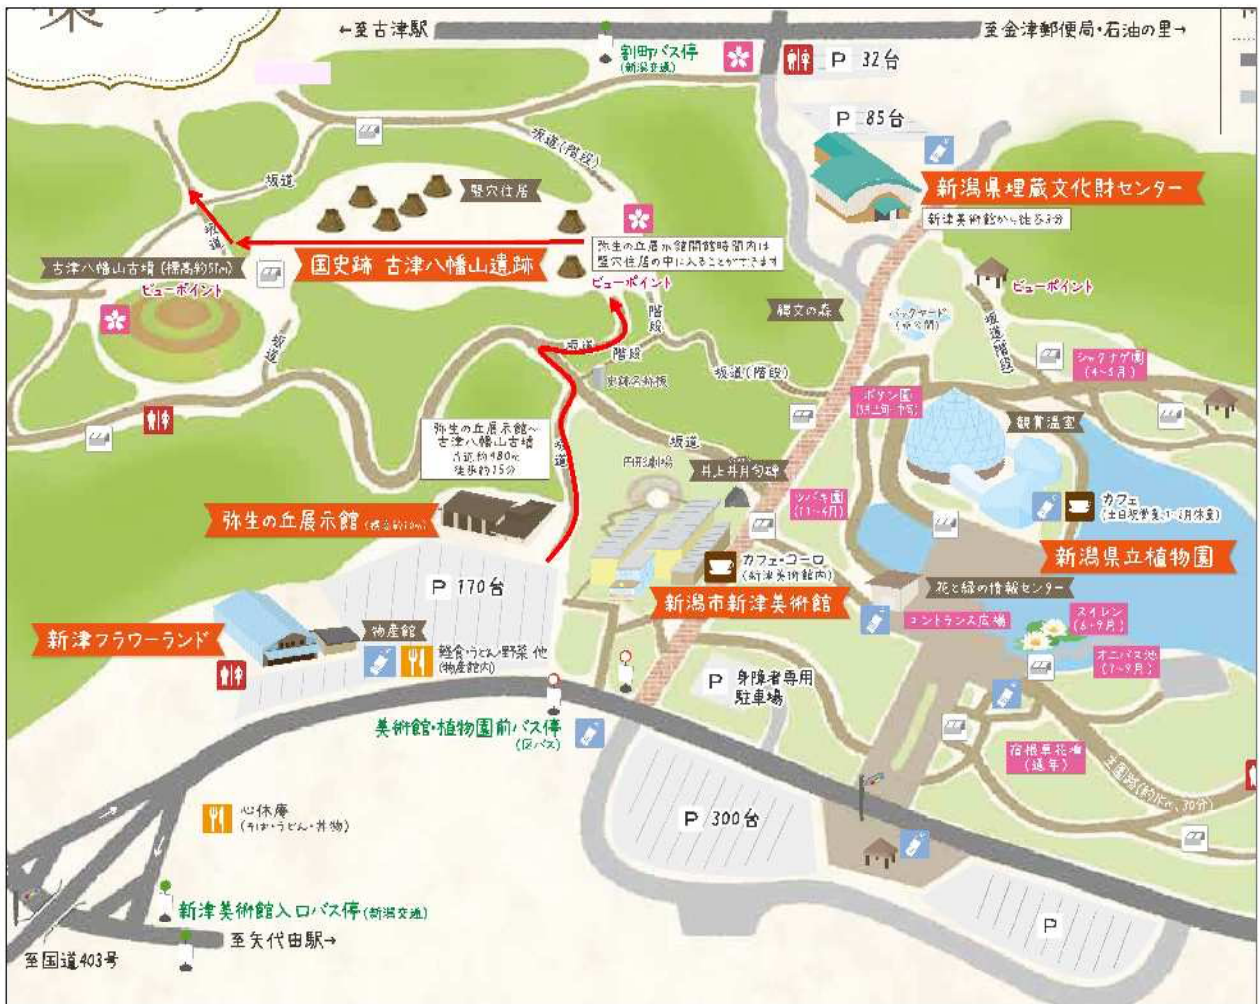 ←至古津駅
至金津郵便局・石油の里→
割町バス停
(新潟交通)
P 32台
P 85台
坂道(階段)
坂道
竪穴住居
新潟県埋蔵文化財センター
新津美術館から徒歩3分
坂道
古津八幡山古墳(標高約51m)
ビューポイント
国史跡 古津八幡山遺跡
弥生の丘展示館開館時間内は
竪穴住居の中に入ることができます
ビューポイント
ビューポイント
縄文の森
バックヤード
坂道(階段)
シャクナゲ園
(4~5月)
階段
坂道
階段
坂道
坂道(階段)
ボタン園
観賞温室
弥生の丘展示館~
古津八幡山古墳
片道約480m
徒歩約15分
坂道
坂道
円形劇場
井上井月句碑
ツバキ園
(11~4月)
カフェ
弥生の丘展示館
カフェ・コーロ
(新津美術館内)
新潟県立植物園
P 170台
新潟市新津美術館
花と緑の情報センター
エントランス広場
スイレン
(6~9月)
オニバス池
(7~9月)
新津フラワーランド
物産館
軽食・うどん・野菜 他
(物産館内)
P 身障者専用
駐車場
美術館・植物園前バス停
(区バス)
宿根草花壇
(通年)
P 300台
心休庵
(そば・うどん・丼物)
新津美術館入口バス停(新潟交通)
P
至矢代田駅→
至国道403号